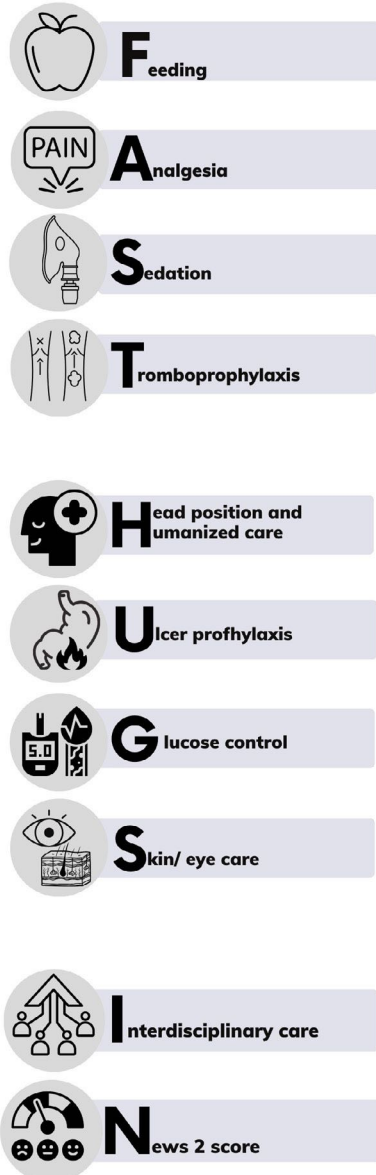 Feeding
PAIN
Analgesia
Sedation
Tromboprophylaxis
Head position and
Humanized care
Ulcer profhylaxis
5.0
Glucose control
Skin/ eye care
Interdisciplinary care
News 2 score